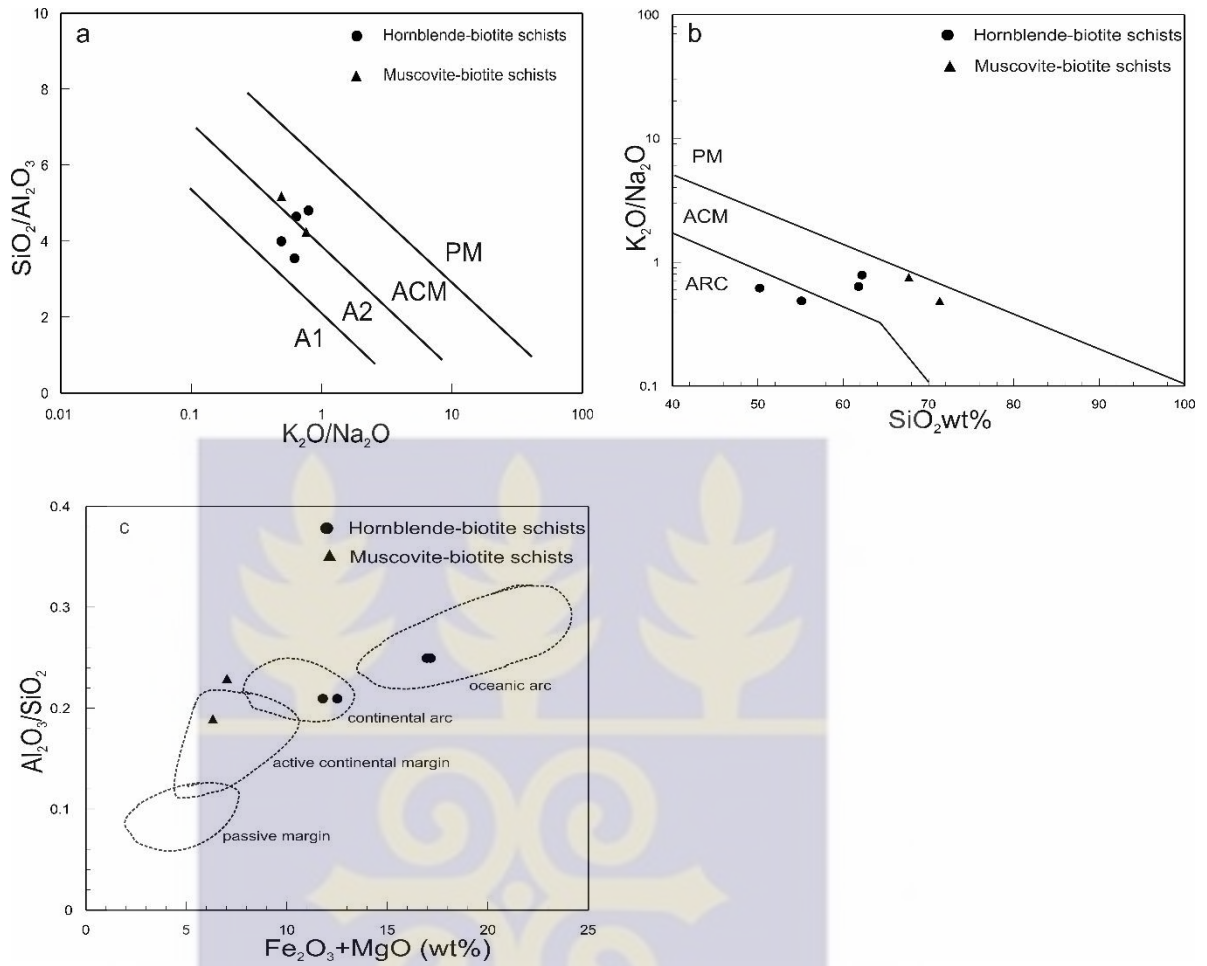 a
Hornblende-biotite schists
Muscovite-biotite schists
10
8
6
4
2
0
SiO₂/Al₂O₃
PM
ACM
A2
A1
0.01
0.1
1
10
100
K₂O/Na₂O
b
Hornblende-biotite schists
Muscovite-biotite schists
100
10
1
0.1
K₂O/Na₂O
PM
ACM
ARC
40
50
60
70
80
90
100
SiO₂wt%
c
Hornblende-biotite schists
Muscovite-biotite schists
0.4
0.3
0.2
0.1
0
Al₂O₃/SiO₂
oceanic arc
continental arc
active continental margin
passive margin
0
5
10
15
20
25
Fe₂O₃+MgO (wt%)